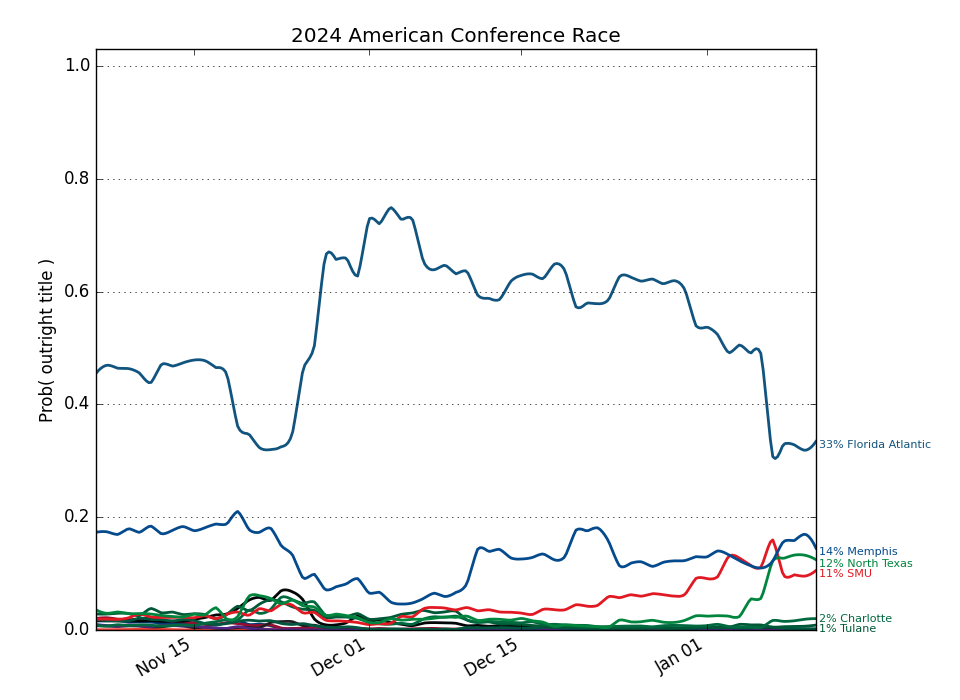 2024 American Conference Race
1.0
0.8
0.6
0.4
0.2
0.0
Prob( outright title )
33% Florida Atlantic
14% Memphis
12% North Texas
11% SMU
2% Charlotte
1% Tulane
Nov 15
Dec 01
Dec 15
Jan 01